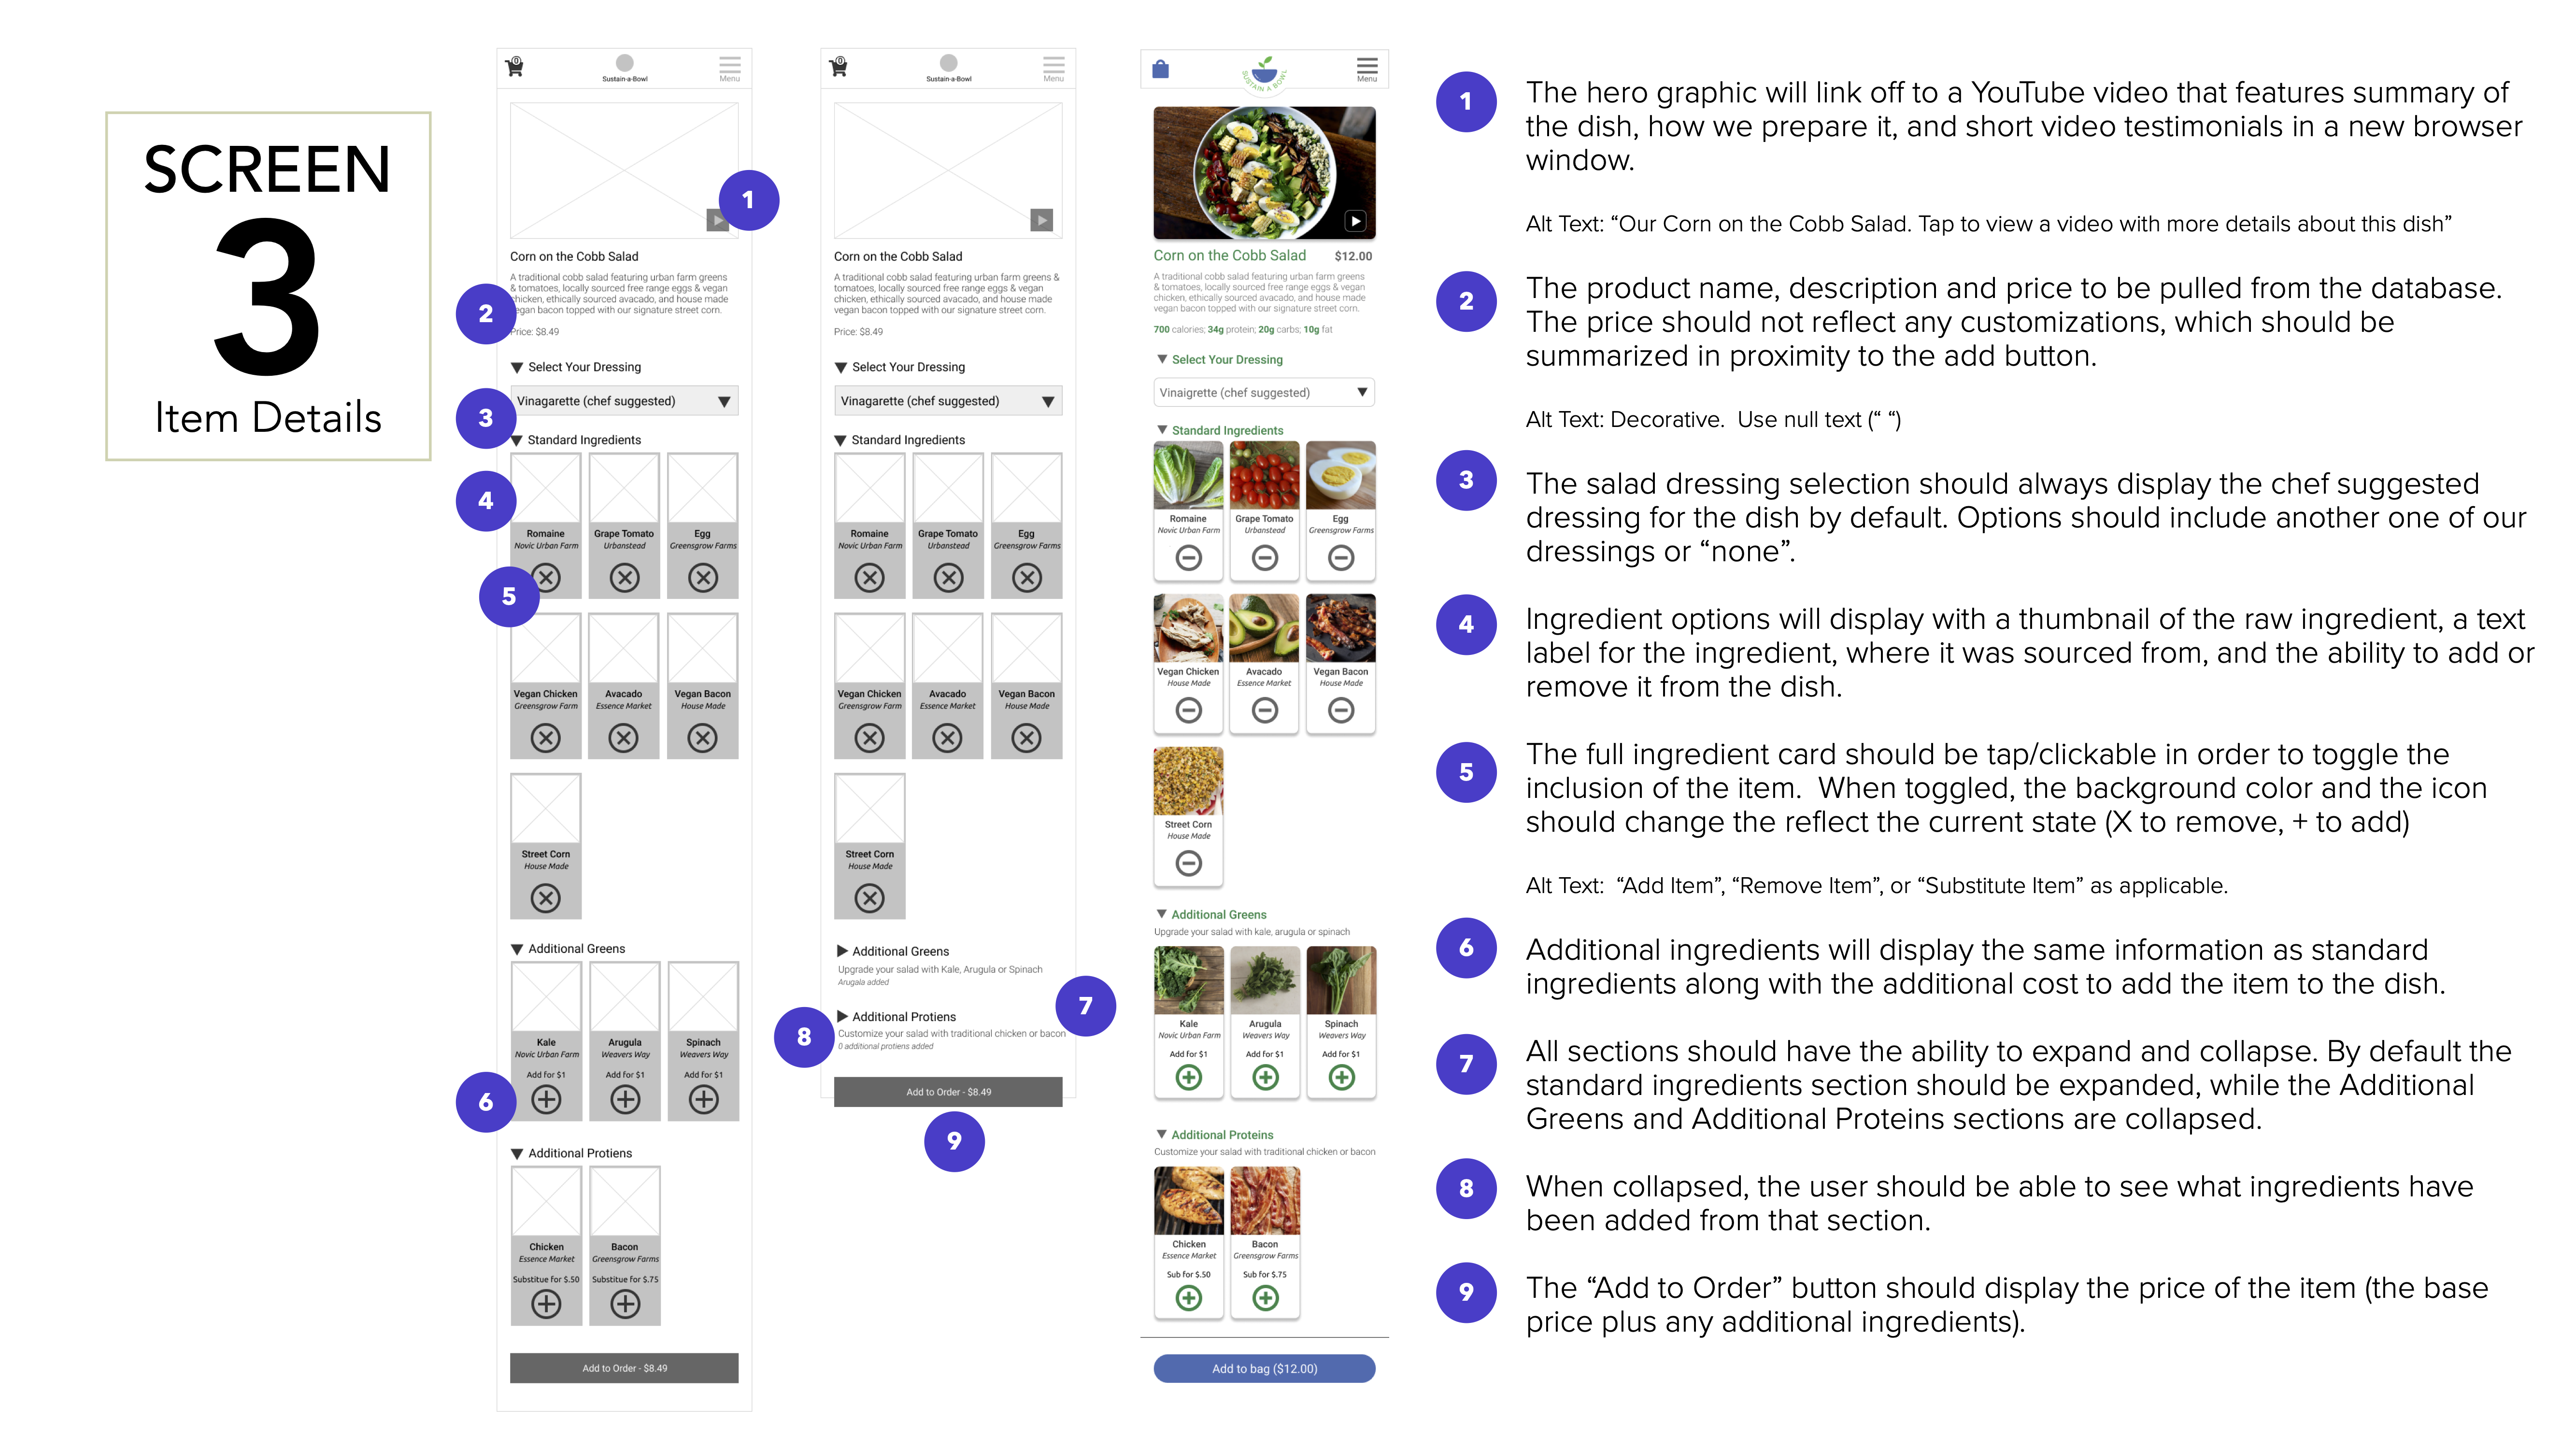 SCREEN
3
Item Details
0
Sustain-a-Bowl
Menu
1
Corn on the Cobb Salad
A traditional cobb salad featuring urban farm greens
& tomatoes, locally sourced free range eggs & vegan
chicken, ethically sourced avacado, and house made
vegan bacon topped with our signature street corn.
2
Price: $8.49
Select Your Dressing
3
Vinagarette (chef suggested)
Standard Ingredients
4
Romaine Grape Tomato Egg
Novic Urban Farm Urbanstead Greensgrow Farms
5
Vegan Chicken Avacado Vegan Bacon
Greensgrow Farm Essence Market House Made
Street Corn
House Made
Additional Greens
Kale Arugula Spinach
Novic Urban Farm Weavers Way Weavers Way
Add for $1 Add for $1 Add for $1
6
Additional Protiens
Chicken Bacon
Essence Market Greensgrow Farms
Substitue for $.50 Substitue for $.75
Add to Order - $8.49
0
Sustain-a-Bowl
Menu
Corn on the Cobb Salad
A traditional cobb salad featuring urban farm greens &
tomatoes, locally sourced free range eggs & vegan
chicken, ethically sourced avacado, and house made
vegan bacon topped with our signature street corn.
Price: $8.49
Select Your Dressing
Vinagarette (chef suggested)
Standard Ingredients
Romaine Grape Tomato Egg
Novic Urban Farm Urbanstead Greensgrow Farms
Vegan Chicken Avacado Vegan Bacon
Greensgrow Farm Essence Market House Made
Street Corn
House Made
Additional Greens
Upgrade your salad with Kale, Arugula or Spinach
Arugala added
7
8
Additional Protiens
Customize your salad with traditional chicken or bacon
0 additional protiens added
Add to Order - $8.49
9
SUSTAIN A BOWL
Menu
Corn on the Cobb Salad $12.00
A traditional cobb salad featuring urban farm greens
& tomatoes, locally sourced free range eggs & vegan
chicken, ethically sourced avacado, and house made
vegan bacon topped with our signature street corn.
700 calories; 34g protein; 20g carbs; 10g fat
Select Your Dressing
Vinaigrette (chef suggested)
Standard Ingredients
Romaine Grape Tomato Egg
Novic Urban Farm Urbanstead Greensgrow Farms
Vegan Chicken Avacado Vegan Bacon
House Made Essence Market House Made
Street Corn
House Made
Additional Greens
Upgrade your salad with kale, arugula or spinach
Kale Arugula Spinach
Novic Urban Farm Weavers Way Weavers Way
Add for $1 Add for $1 Add for $1
Additional Proteins
Customize your salad with traditional chicken or bacon
Chicken Bacon
Essence Market Greensgrow Farms
Sub for $.50 Sub for $.75
Add to bag ($12.00)
1
The hero graphic will link off to a YouTube video that features summary of
the dish, how we prepare it, and short video testimonials in a new browser
window.
Alt Text: “Our Corn on the Cobb Salad. Tap to view a video with more details about this dish”
2
The product name, description and price to be pulled from the database.
The price should not reflect any customizations, which should be
summarized in proximity to the add button.
Alt Text: Decorative.  Use null text (“ “)
3
The salad dressing selection should always display the chef suggested
dressing for the dish by default. Options should include another one of our
dressings or “none”.
4
Ingredient options will display with a thumbnail of the raw ingredient, a text
label for the ingredient, where it was sourced from, and the ability to add or
remove it from the dish.
5
The full ingredient card should be tap/clickable in order to toggle the
inclusion of the item.  When toggled, the background color and the icon
should change the reflect the current state (X to remove, + to add)
Alt Text:  “Add Item”, “Remove Item”, or “Substitute Item” as applicable.
6
Additional ingredients will display the same information as standard
ingredients along with the additional cost to add the item to the dish.
7
All sections should have the ability to expand and collapse. By default the
standard ingredients section should be expanded, while the Additional
Greens and Additional Proteins sections are collapsed.
8
When collapsed, the user should be able to see what ingredients have
been added from that section.
9
The “Add to Order” button should display the price of the item (the base
price plus any additional ingredients).